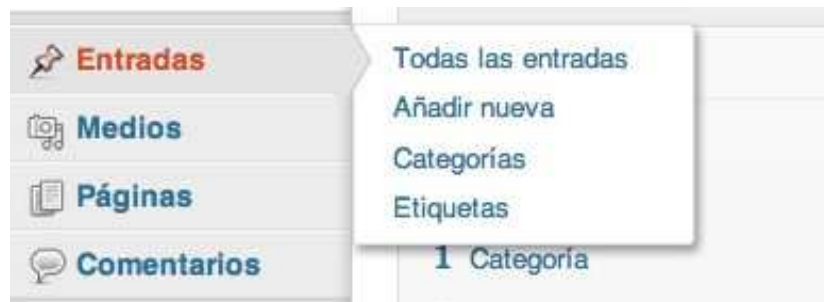 Entradas
Medios
Páginas
Comentarios
Todas las entradas
Añadir nueva
Categorías
Etiquetas
1 Categoría